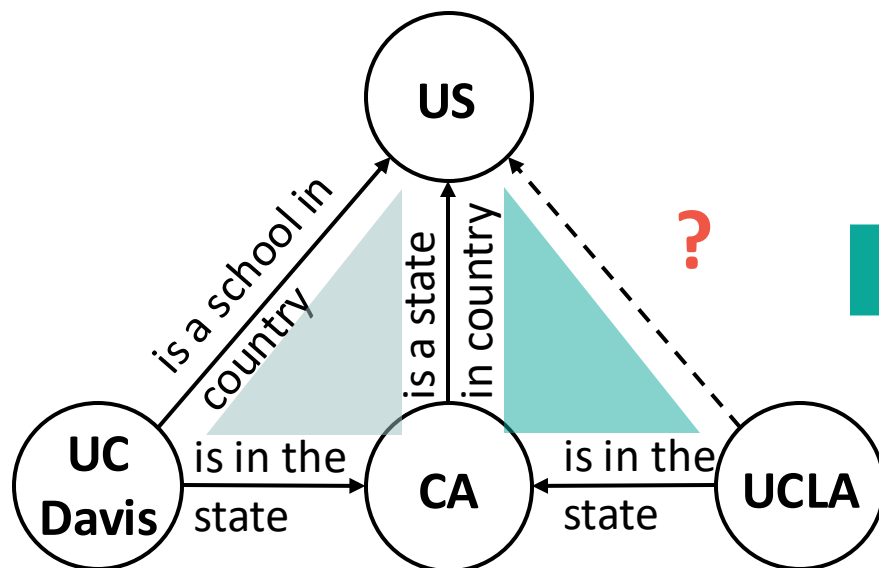 US
is a school in
country
is a state
in country
?
UC
Davis
is in the
state
CA
is in the
state
UCLA